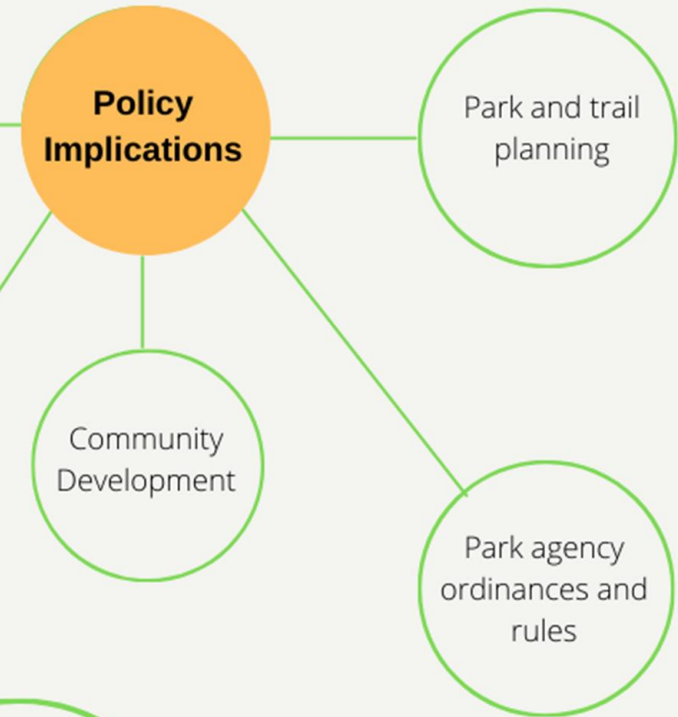 Policy
Implications
Park and trail
planning
Community
Development
Park agency
ordinances and
rules